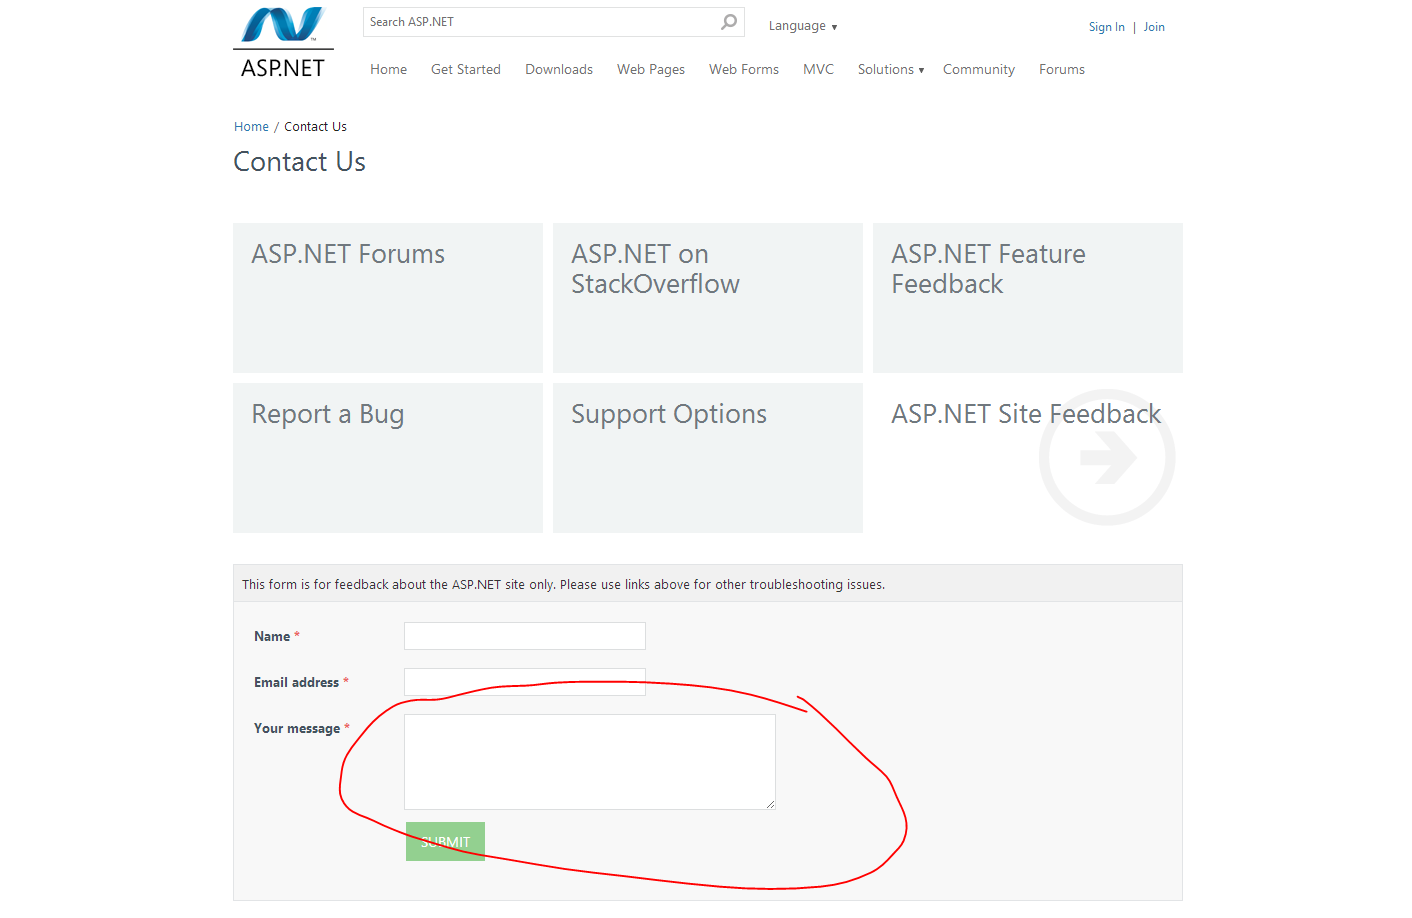 Search ASP.NET
Language ▾
Sign In | Join
ASP.NET
Home Get Started Downloads Web Pages Web Forms MVC Solutions ▾ Community Forums
Home / Contact Us
Contact Us
ASP.NET Forums
ASP.NET on
StackOverflow
ASP.NET Feature
Feedback
Report a Bug
Support Options
ASP.NET Site Feedback
This form is for feedback about the ASP.NET site only. Please use links above for other troubleshooting issues.
Name *
Email address *
Your message *
SUBMIT